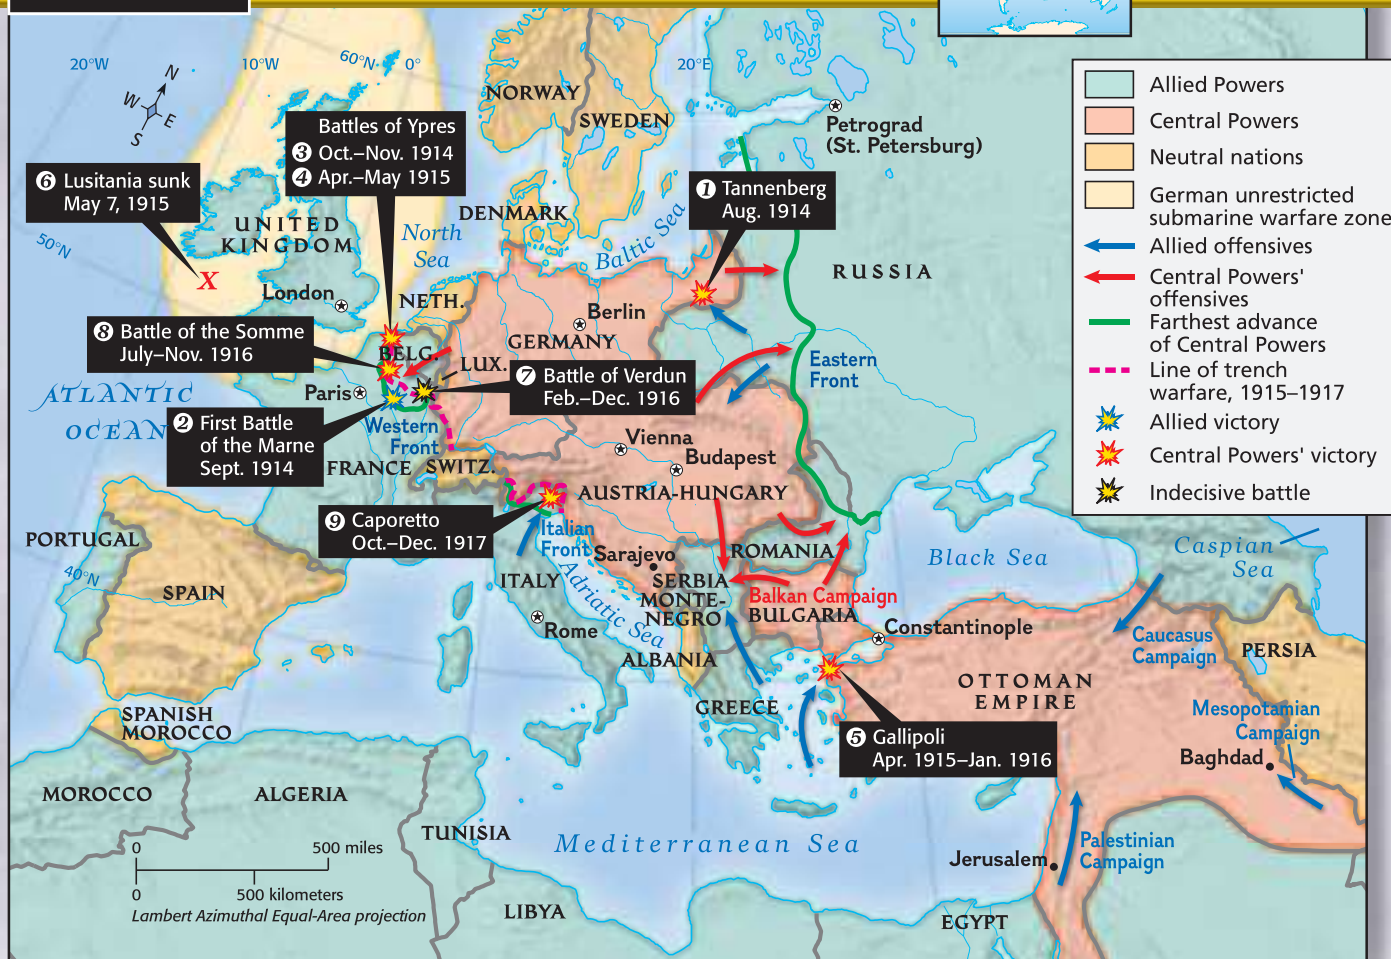 20°W
10°W
60°N
0°
20°E
N
W
E
S
NORWAY
SWEDEN
Petrograd
(St. Petersburg)
Battles of Ypres
3 Oct.–Nov. 1914
4 Apr.–May 1915
6 Lusitania sunk
May 7, 1915
1 Tannenberg
Aug. 1914
UNITED
KINGDOM
DENMARK
North
Sea
Baltic Sea
50°N
RUSSIA
London
NETH.
Berlin
GERMANY
8 Battle of the Somme
July–Nov. 1916
BELG.
LUX.
Eastern
Front
7 Battle of Verdun
Feb.–Dec. 1916
Paris
ATLANTIC
OCEAN
2 First Battle
of the Marne
Sept. 1914
Western
Front
FRANCE
SWITZ.
Vienna
Budapest
AUSTRIA-HUNGARY
9 Caporetto
Oct.–Dec. 1917
Italian
Front
Sarajevo
ROMANIA
Black Sea
Caspian
Sea
PORTUGAL
40°N
SPAIN
ITALY
Adriatic Sea
SERBIA
MONTE-
NEGRO
Balkan Campaign
BULGARIA
Rome
Constantinople
Caucasus
Campaign
PERSIA
ALBANIA
GREECE
OTTOMAN
EMPIRE
5 Gallipoli
Apr. 1915–Jan. 1916
Mesopotamian
Campaign
Baghdad
SPANISH
MOROCCO
MOROCCO
ALGERIA
TUNISIA
Mediterranean Sea
Jerusalem
Palestinian
Campaign
LIBYA
EGYPT
0
500 miles
0
500 kilometers
Lambert Azimuthal Equal-Area projection
Allied Powers
Central Powers
Neutral nations
German unrestricted
submarine warfare zone
Allied offensives
Central Powers'
offensives
Farthest advance
of Central Powers
Line of trench
warfare, 1915–1917
Allied victory
Central Powers' victory
Indecisive battle
X